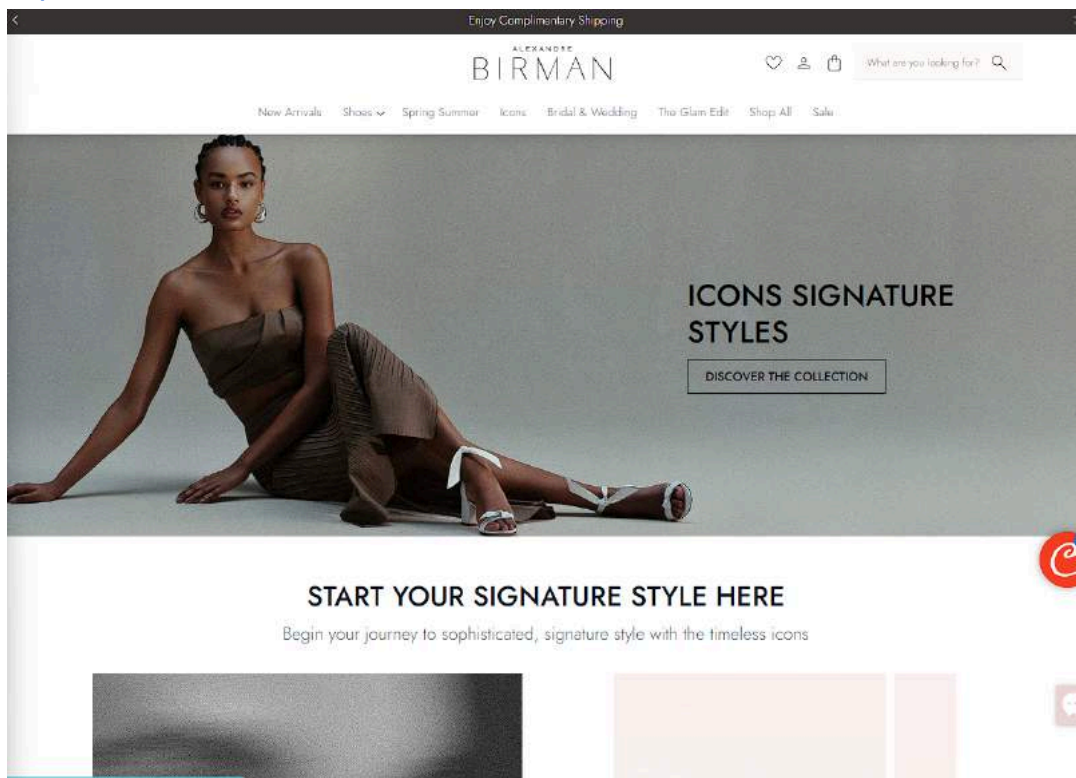 Enjoy Complimentary Shipping
ALEXANDRE
BIRMAN
What are you looking for?
New Arrivals Shoes Spring Summer Icons Bridal & Wedding The Glam Edit Shop All Sale
ICONS SIGNATURE
STYLES
DISCOVER THE COLLECTION
START YOUR SIGNATURE STYLE HERE
Begin your journey to sophisticated, signature style with the timeless icons